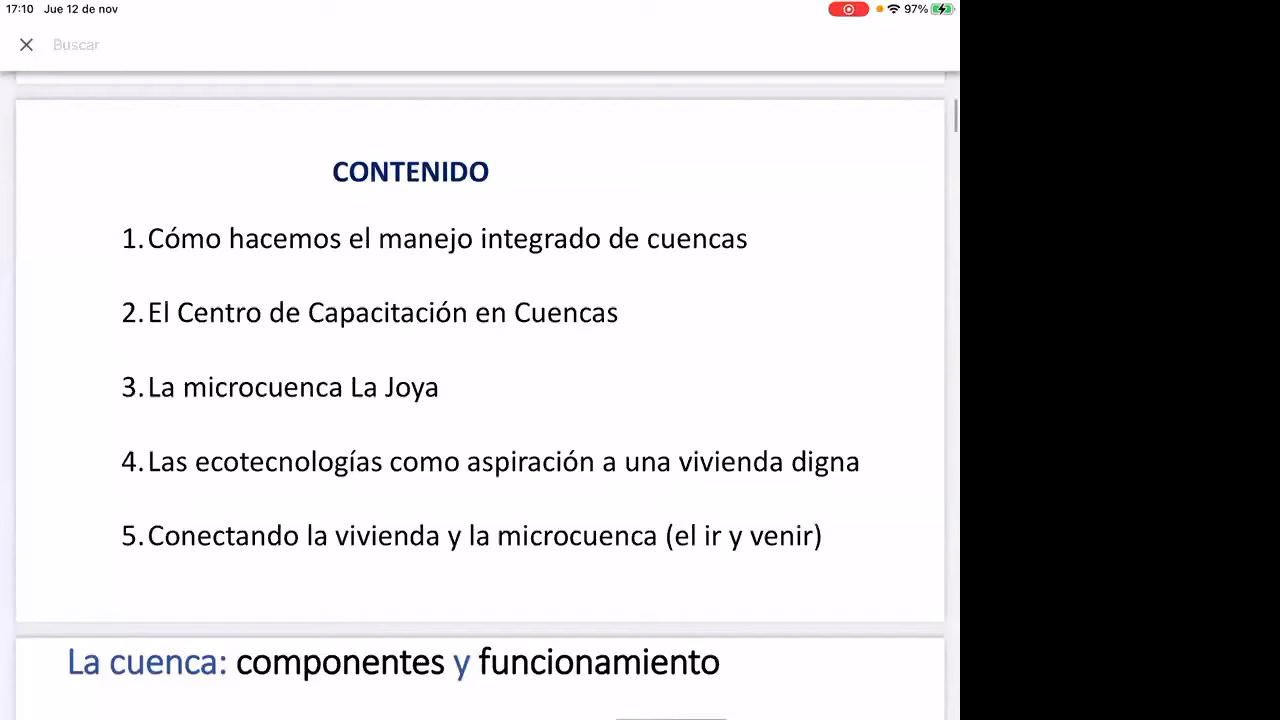 17:10 Jue 12 de nov
97%
Buscar
CONTENIDO
1. Cómo hacemos el manejo integrado de cuencas
2. El Centro de Capacitación en Cuencas
3. La microcuenca La Joya
4. Las ecotecnologías como aspiración a una vivienda digna
5. Conectando la vivienda y la microcuenca (el ir y venir)
La cuenca: componentes y funcionamiento